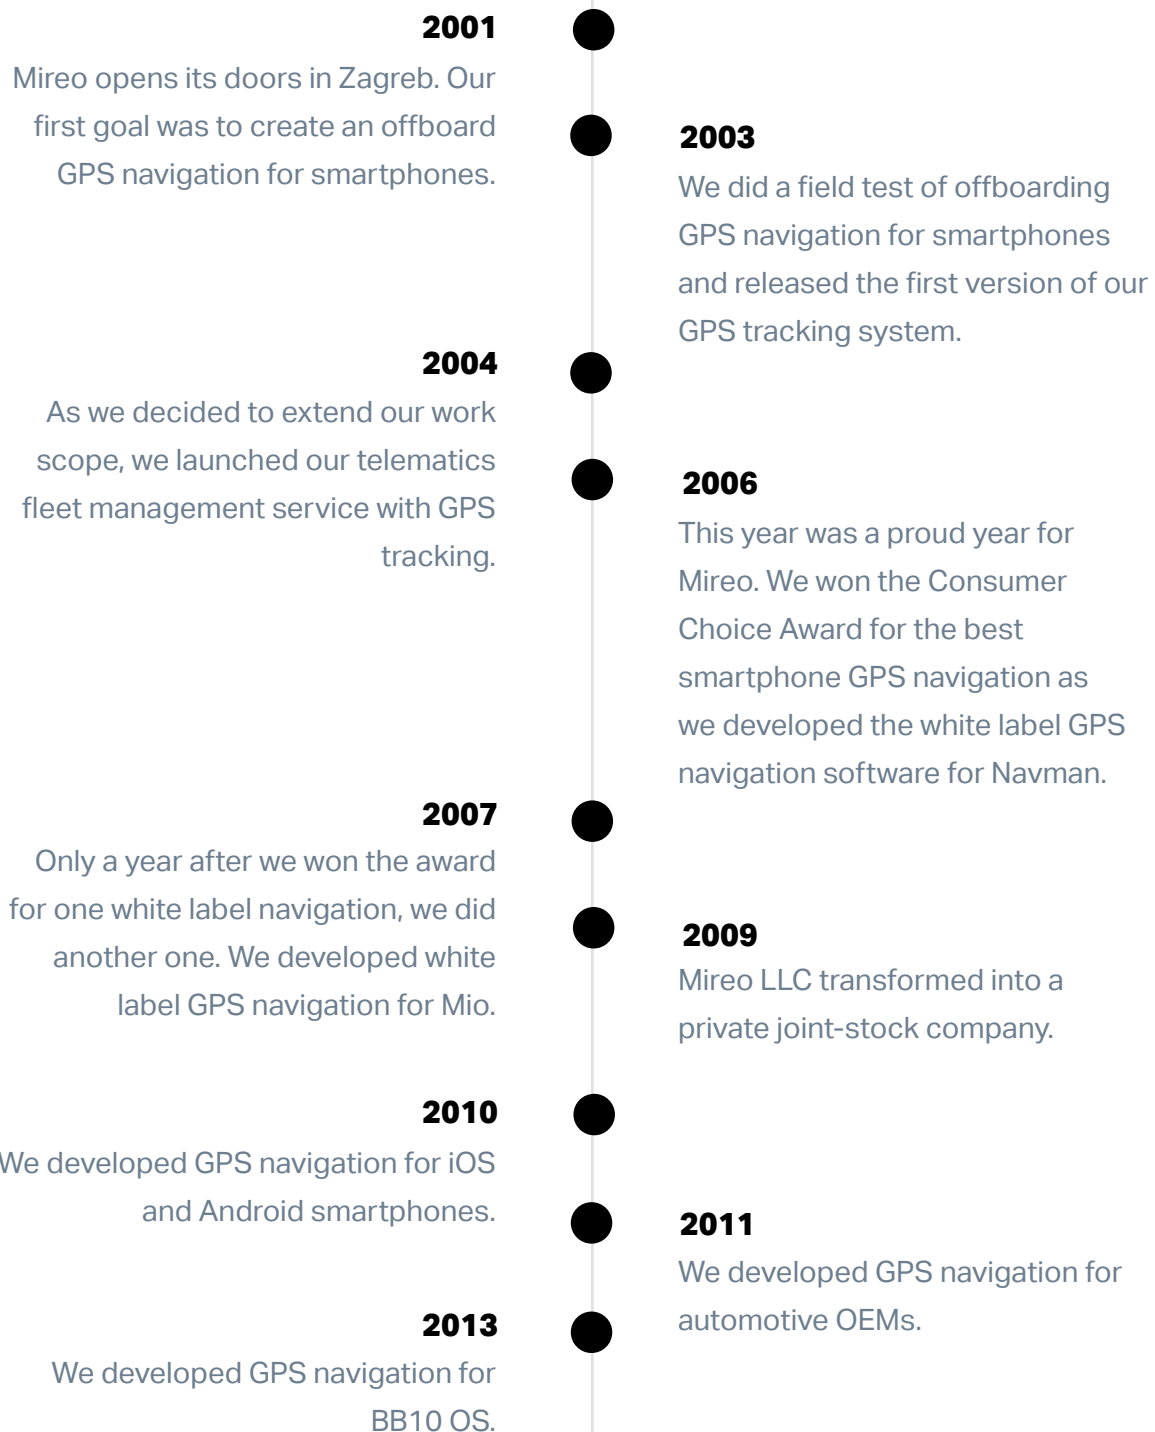 2001
Mireo opens its doors in Zagreb. Our
first goal was to create an offboard
GPS navigation for smartphones.
2003
We did a field test of offboarding
GPS navigation for smartphones
and released the first version of our
GPS tracking system.
2004
As we decided to extend our work
scope, we launched our telematics
fleet management service with GPS
tracking.
2006
This year was a proud year for
Mireo. We won the Consumer
Choice Award for the best
smartphone GPS navigation as
we developed the white label GPS
navigation software for Navman.
2007
Only a year after we won the award
for one white label navigation, we did
another one. We developed white
label GPS navigation for Mio.
2009
Mireo LLC transformed into a
private joint-stock company.
2010
We developed GPS navigation for iOS
and Android smartphones.
2011
We developed GPS navigation for
automotive OEMs.
2013
We developed GPS navigation for
BB10 OS.